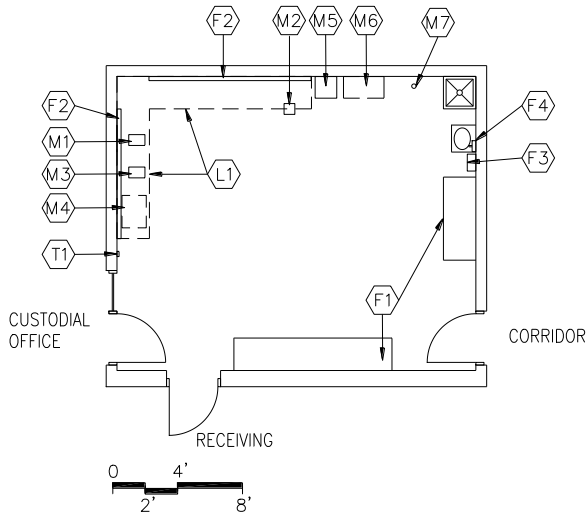 F2
M2
M5
M6
M7
F2
M1
M3
M4
T1
L1
F4
F3
F1
CUSTODIAL
OFFICE
CORRIDOR
RECEIVING
0 4'
2' 8'